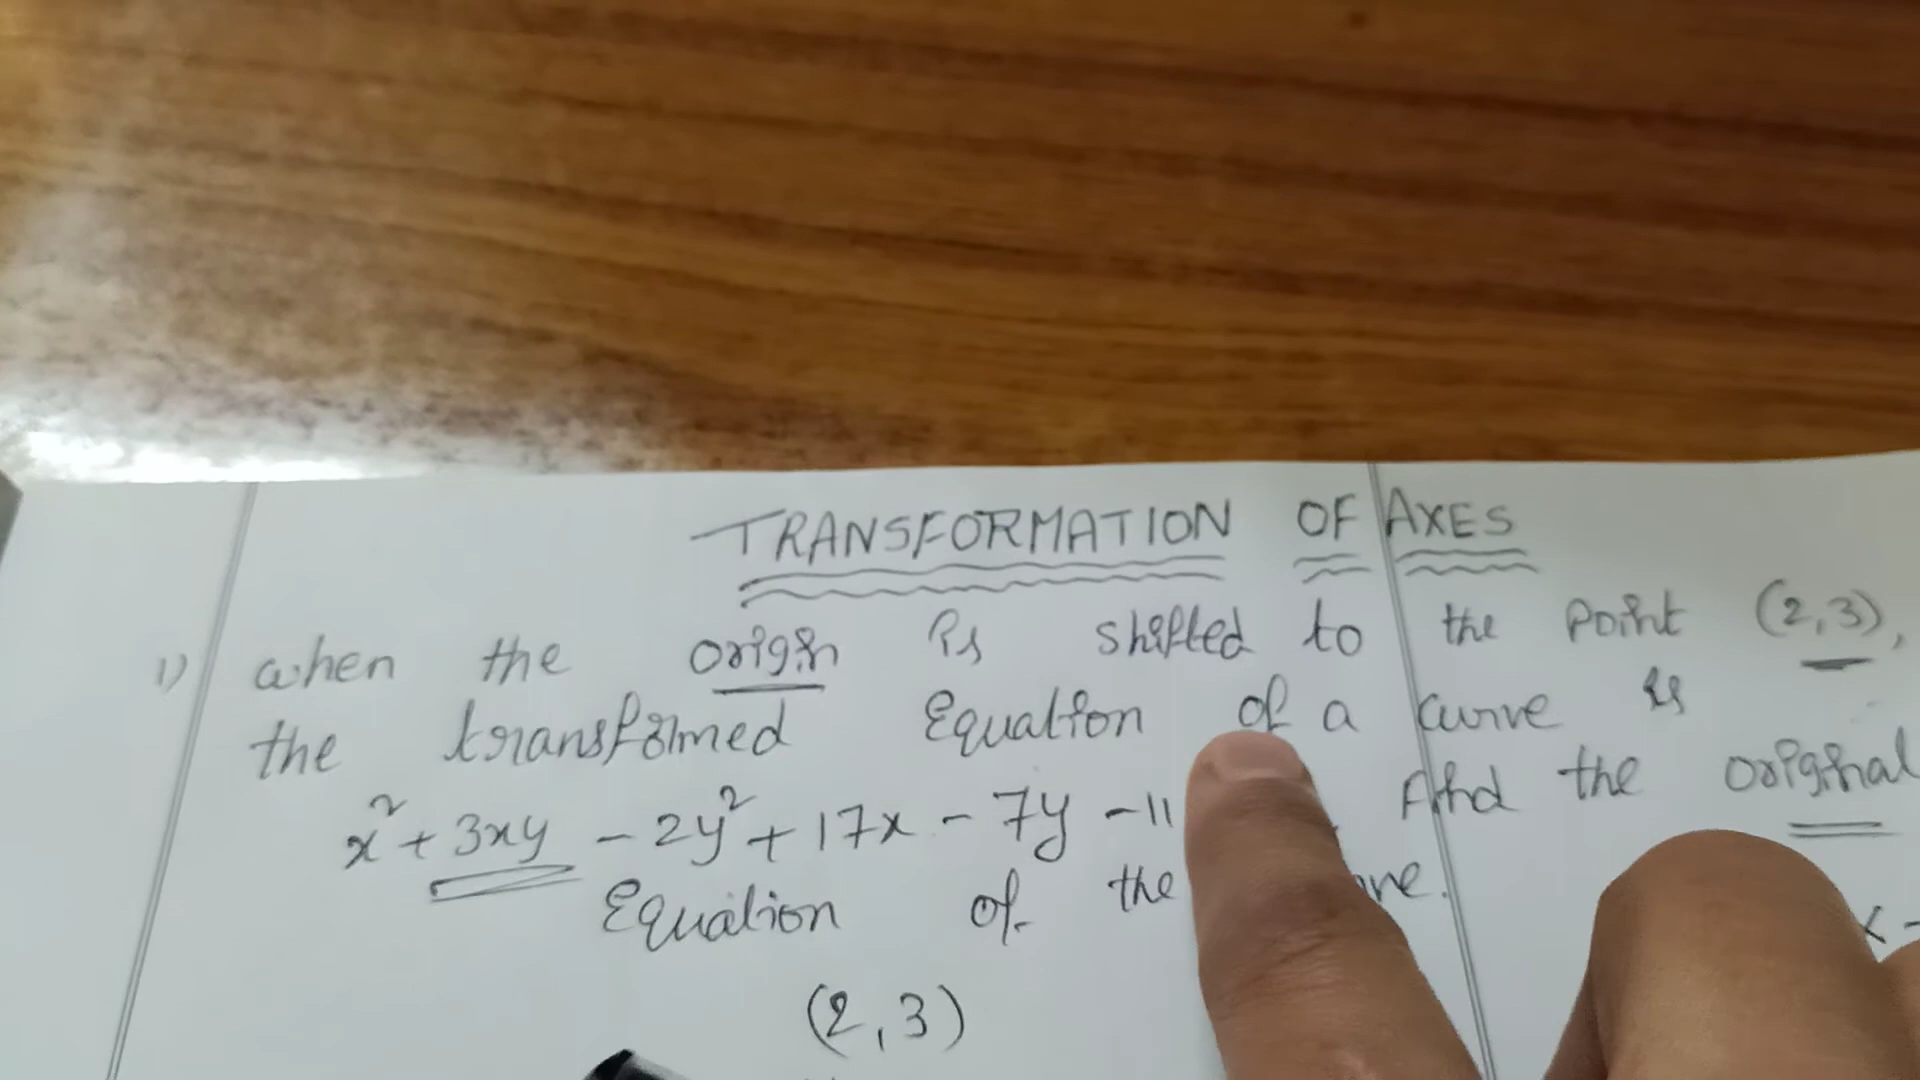 TRANSFORMATION OF AXES
1) when the origin is shifted to the point (2,3),
the transformed Equation of a curve is
x² + 3xy - 2y² + 17x - 7y - 11 find the original
Equation of the
(2,3)